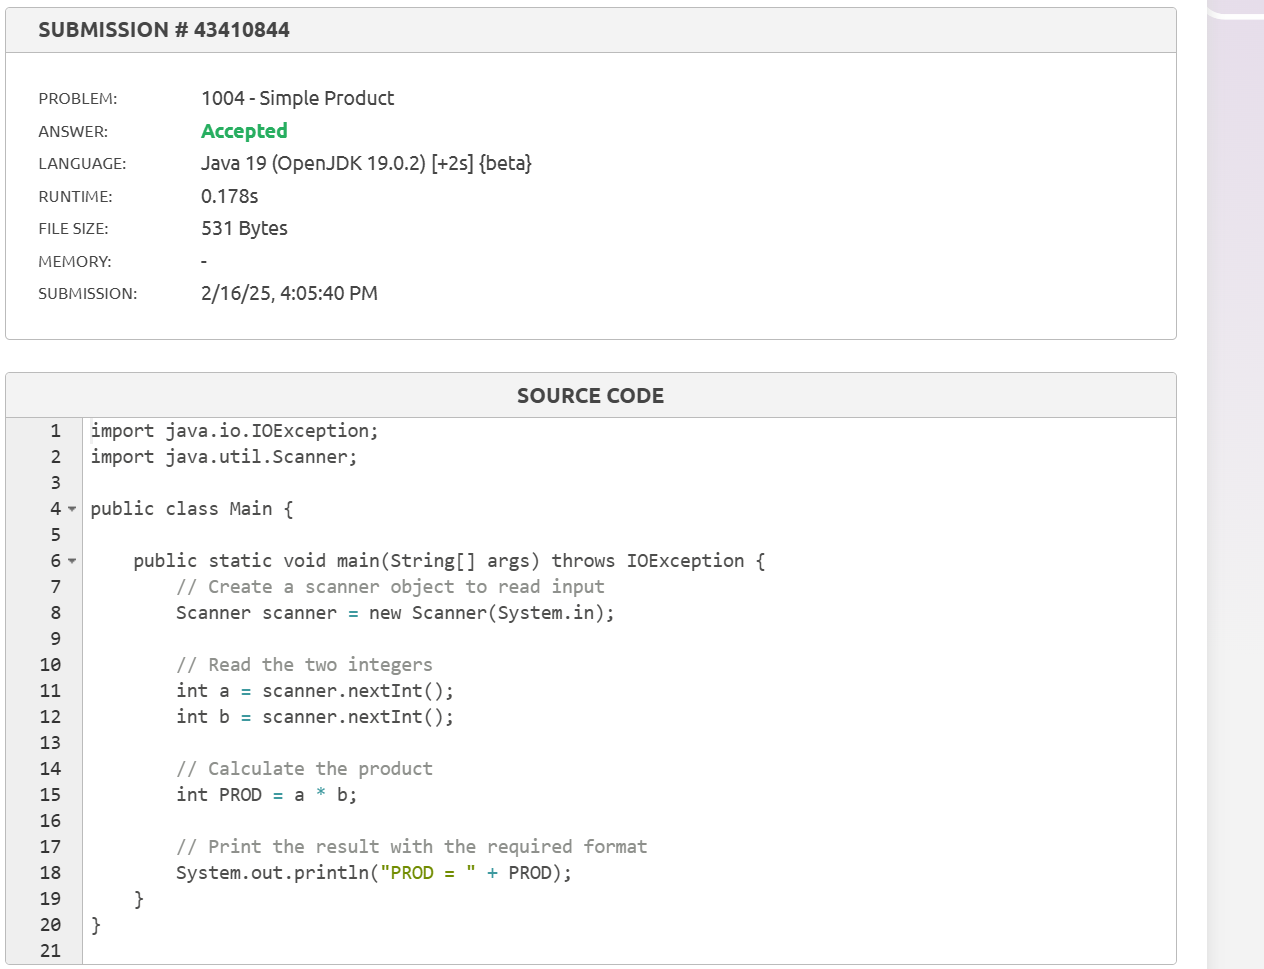 SUBMISSION # 43410844
PROBLEM: 1004 - Simple Product
ANSWER: Accepted
LANGUAGE: Java 19 (OpenJDK 19.0.2) [+2s] {beta}
RUNTIME: 0.178s
FILE SIZE: 531 Bytes
MEMORY: -
SUBMISSION: 2/16/25, 4:05:40 PM
SOURCE CODE
1 import java.io.IOException;
2 import java.util.Scanner;
3
4 public class Main {
5
6     public static void main(String[] args) throws IOException {
7         // Create a scanner object to read input
8         Scanner scanner = new Scanner(System.in);
9
10         // Read the two integers
11         int a = scanner.nextInt();
12         int b = scanner.nextInt();
13
14         // Calculate the product
15         int PROD = a * b;
16
17         // Print the result with the required format
18         System.out.println("PROD = " + PROD);
19     }
20 }
21